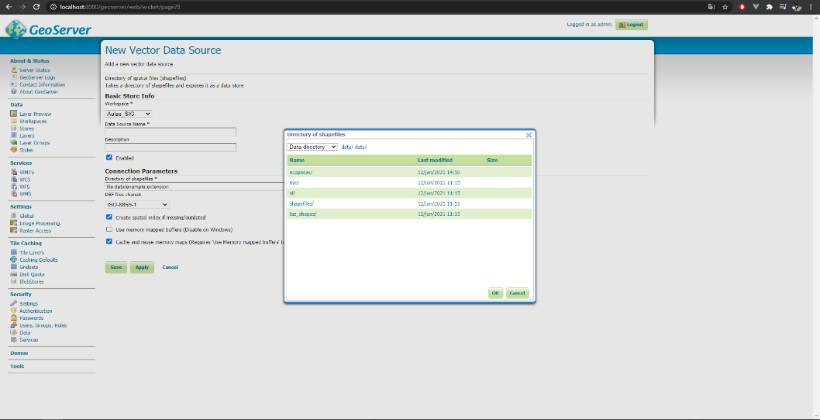 localhost:8080/geoserver/web/wicket/page?8
GeoServer
Logged in as admin.
Logout
About & Status
Server Status
GeoServer Logs
Contact Information
About GeoServer
Data
Layer Preview
Workspaces
Stores
Layers
Layer Groups
Styles
Services
WMTS
WCS
WFS
WMS
Settings
Global
Image Processing
Raster Access
Tile Caching
Tile Layers
Caching Defaults
Gridsets
Disk Quota
BlobStores
Security
Settings
Authentication
Passwords
Users, Groups, Roles
Data
Services
Demos
Tools
New Vector Data Source
Add a new vector data source
Directory of spatial files (shapefiles)
Takes a directory of shapefiles and exposes it as a data store
Basic Store Info
Workspace *
Aulas_SIG
Data Source Name *
Description
Enabled
Connection Parameters
Directory of shapefiles *
file:data/example.extension
DBF files charset
ISO-8859-1
Create spatial index if missing/outdated
Use memory mapped buffers (Disable on Windows)
Cache and reuse memory maps (Requires 'Use Memory mapped buffers'
Save
Apply
Cancel
Directory of shapefiles
Data directory
data/ data/
Name Last modified Size
12/Jan/2021 14:50
nyc/ 12/Jan/2021 11:15
sf/ 12/Jan/2021 11:15
shapefiles/ 12/Jan/2021 11:15
taz_shapes/ 12/Jan/2021 11:15
OK
Cancel